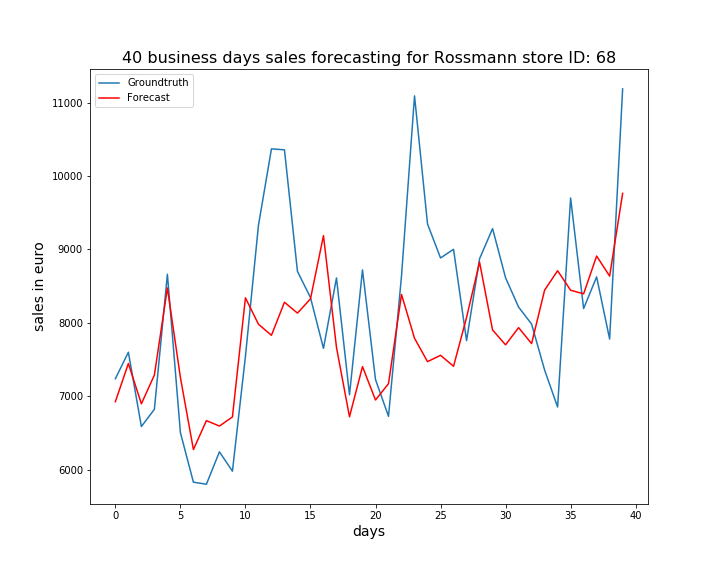 40 business days sales forecasting for Rossmann store ID: 68
Groundtruth
Forecast
11000
10000
9000
8000
7000
6000
sales in euro
0 5 10 15 20 25 30 35 40
days